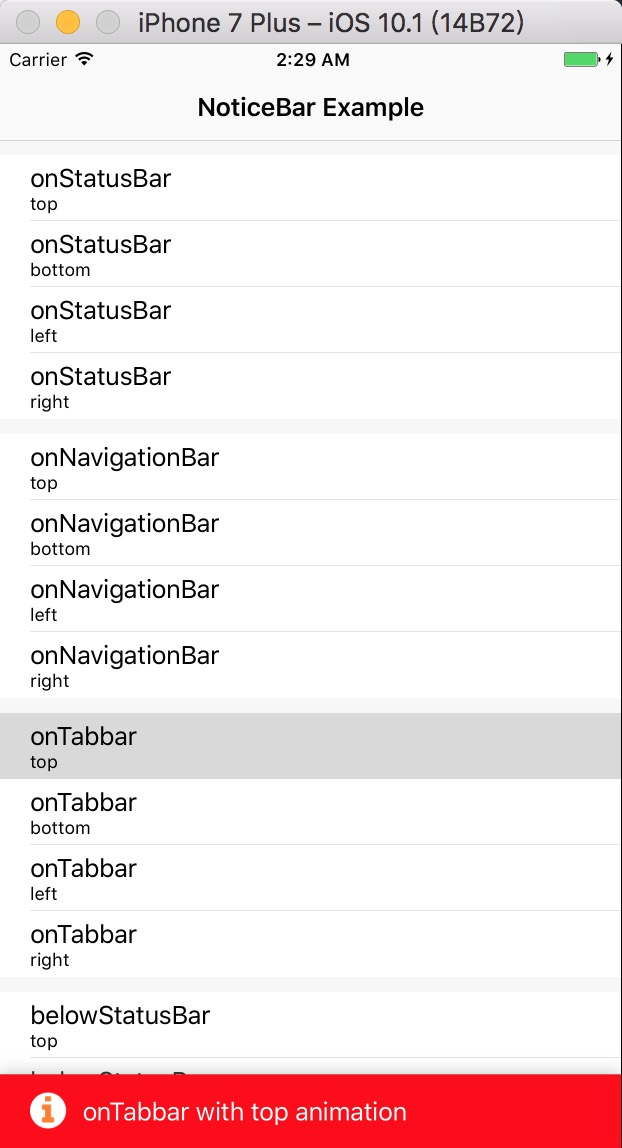 iPhone 7 Plus – iOS 10.1 (14B72)
Carrier 2:29 AM
NoticeBar Example
onStatusBar
top
onStatusBar
bottom
onStatusBar
left
onStatusBar
right
onNavigationBar
top
onNavigationBar
bottom
onNavigationBar
left
onNavigationBar
right
onTabbar
top
onTabbar
bottom
onTabbar
left
onTabbar
right
belowStatusBar
top
onTabbar with top animation